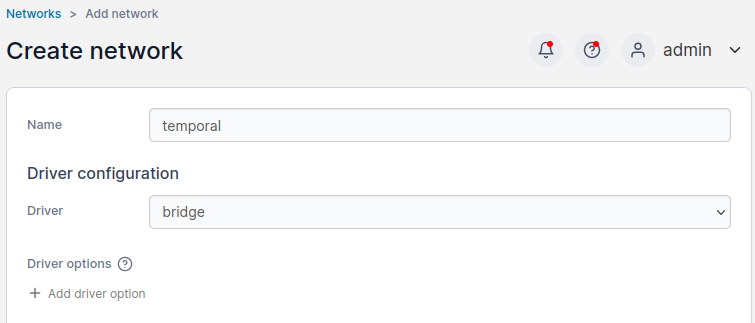 Networks > Add network
Create network
admin
Name
temporal
Driver configuration
Driver
bridge
Driver options
Add driver option